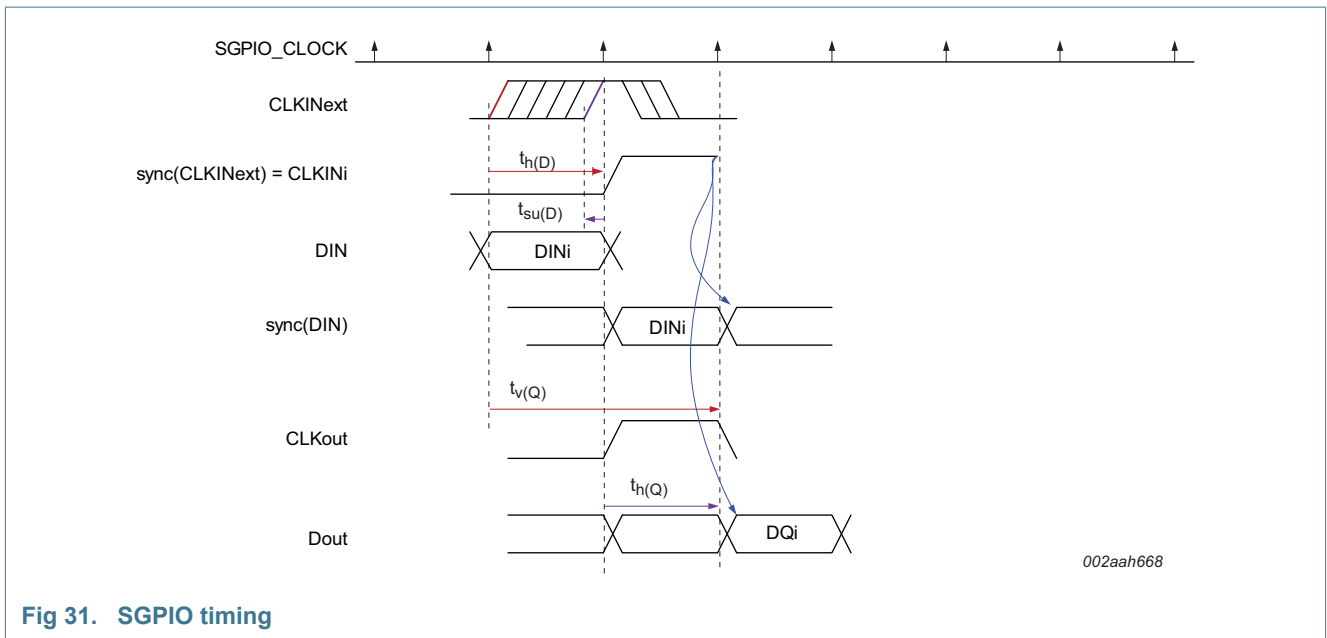 SGPIO_CLOCK
CLKINext
sync(CLKINext) = CLKINi
th(D)
tsu(D)
DIN
DINi
sync(DIN)
DINi
tv(Q)
CLKout
th(Q)
Dout
DQi
002aah668
Fig 31. SGPIO timing